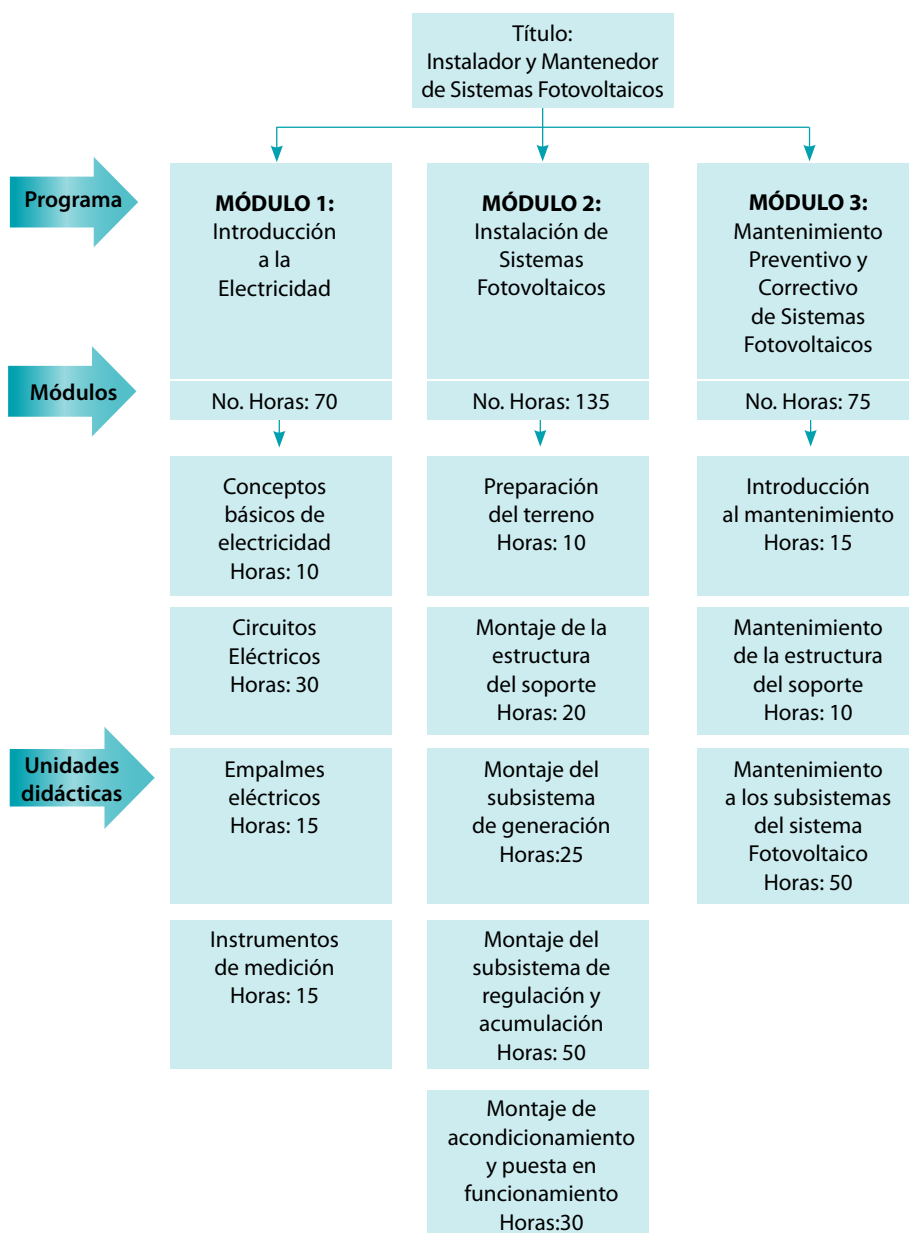 Título:
Instalador y Mantenedor
de Sistemas Fotovoltaicos
Programa
MÓDULO 1:
Introducción
a la
Electricidad
MÓDULO 2:
Instalación de
Sistemas
Fotovoltaicos
MÓDULO 3:
Mantenimiento
Preventivo y
Correctivo
de Sistemas
Fotovoltaicos
Módulos
No. Horas: 70
No. Horas: 135
No. Horas: 75
Unidades
didácticas
Conceptos
básicos de
electricidad
Horas: 10
Circuitos
Eléctricos
Horas: 30
Empalmes
eléctricos
Horas: 15
Instrumentos
de medición
Horas: 15
Preparación
del terreno
Horas: 10
Montaje de la
estructura
del soporte
Horas: 20
Montaje del
subsistema
de generación
Horas:25
Montaje del
subsistema de
regulación y
acumulación
Horas: 50
Montaje de
acondicionamiento
y puesta en
funcionamiento
Horas:30
Introducción
al mantenimiento
Horas: 15
Mantenimiento
de la estructura
del soporte
Horas: 10
Mantenimiento
a los subsistemas
del sistema
Fotovoltaico
Horas: 50